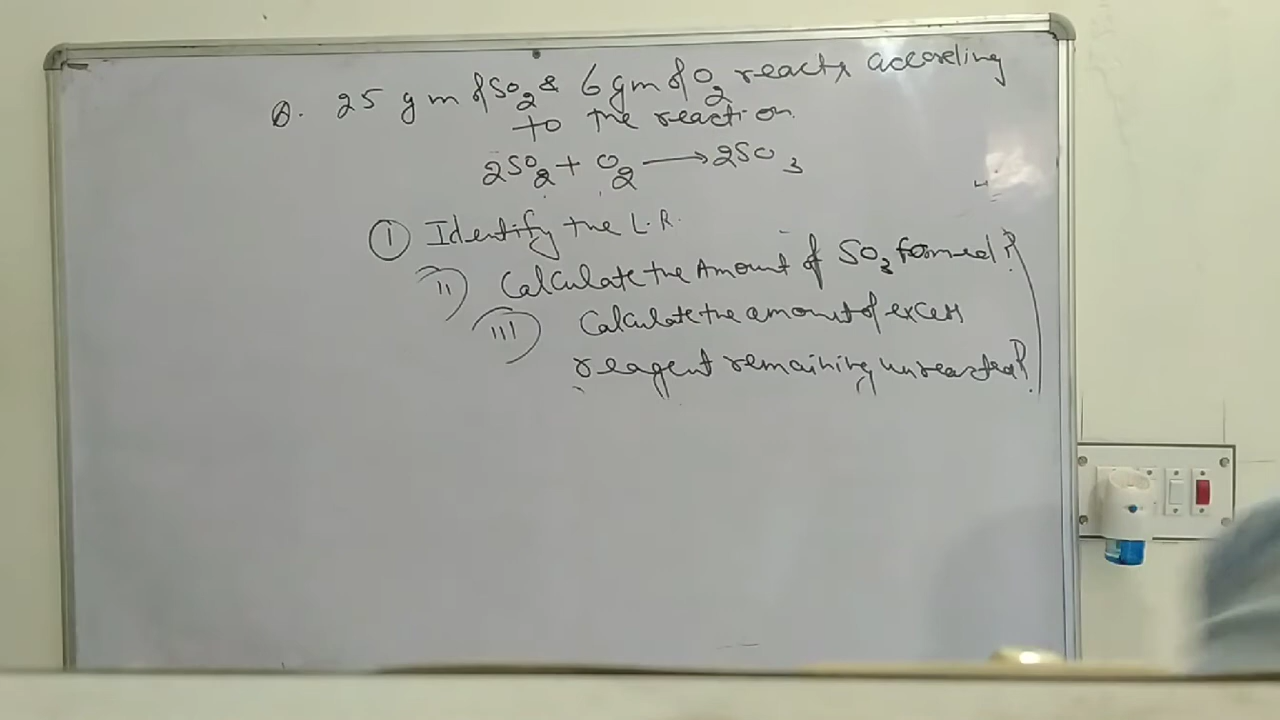 Q. 25 gm of SO2 & 6 gm of O2 reacts according
to the reaction.
2SO2 + O2 → 2SO3
① Identify the L.R.
ii) Calculate the Amount of SO3 formed?
iii) Calculate the amount of excess
reagent remaining unreacted?